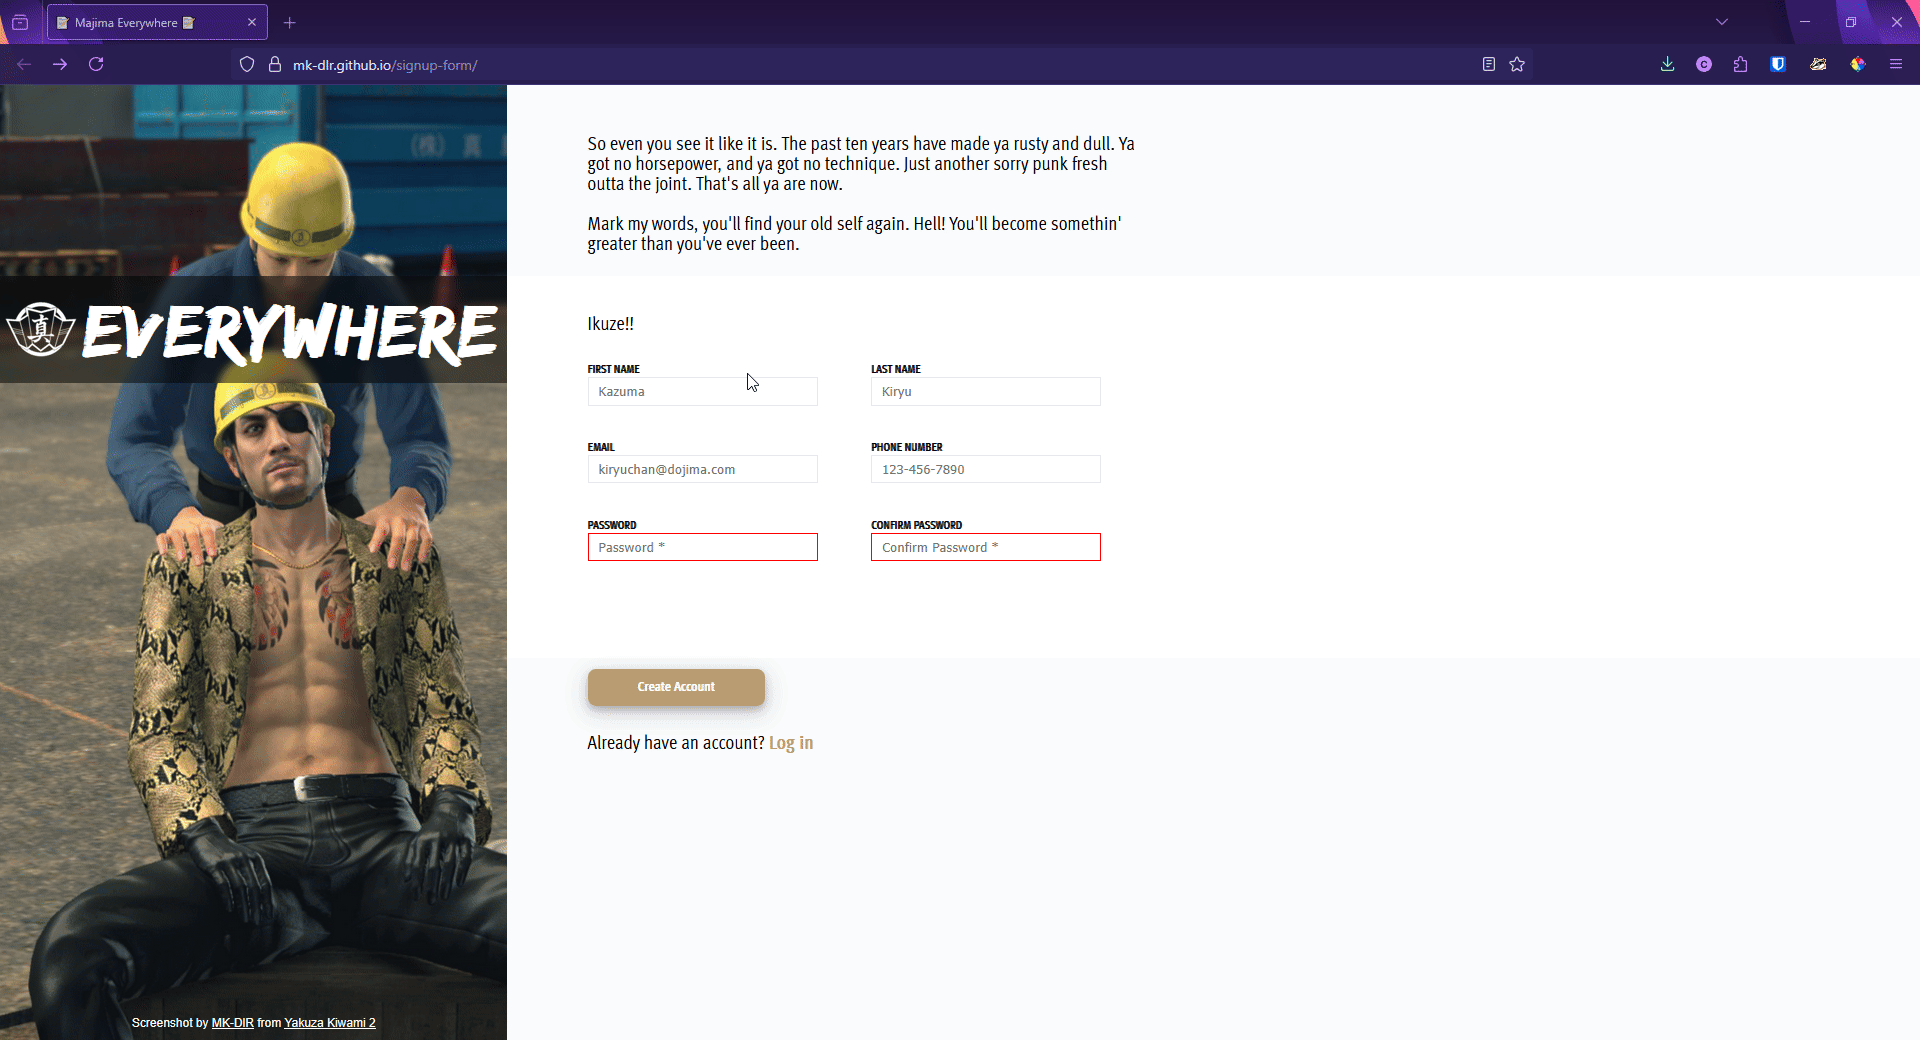 Majima Everywhere
mk-dlr.github.io/signup-form/
C
(株) 真
真
EVERYWHERE
Screenshot by MK-DIR from Yakuza Kiwami 2
So even you see it like it is. The past ten years have made ya rusty and dull. Ya
got no horsepower, and ya got no technique. Just another sorry punk fresh
outta the joint. That's all ya are now.
Mark my words, you'll find your old self again. Hell! You'll become somethin'
greater than you've ever been.
Ikuze!!
FIRST NAME
LAST NAME
Kazuma
Kiryu
EMAIL
PHONE NUMBER
kiryuchan@dojima.com
123-456-7890
PASSWORD
CONFIRM PASSWORD
Password *
Confirm Password *
Create Account
Already have an account? Log in